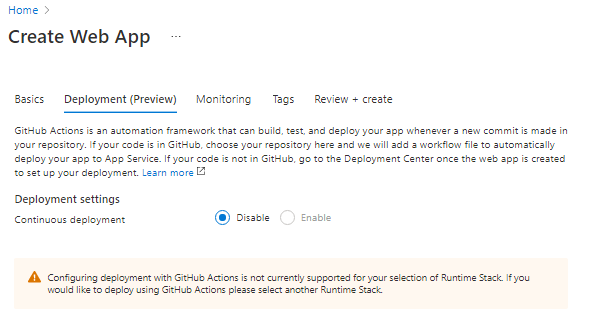 Home >
Create Web App ...
Basics Deployment (Preview) Monitoring Tags Review + create
GitHub Actions is an automation framework that can build, test, and deploy your app whenever a new commit is made in
your repository. If your code is in GitHub, choose your repository here and we will add a workflow file to automatically
deploy your app to App Service. If your code is not in GitHub, go to the Deployment Center once the web app is created
to set up your deployment. Learn more
Deployment settings
Continuous deployment Disable Enable
Configuring deployment with GitHub Actions is not currently supported for your selection of Runtime Stack. If you
would like to deploy using GitHub Actions please select another Runtime Stack.